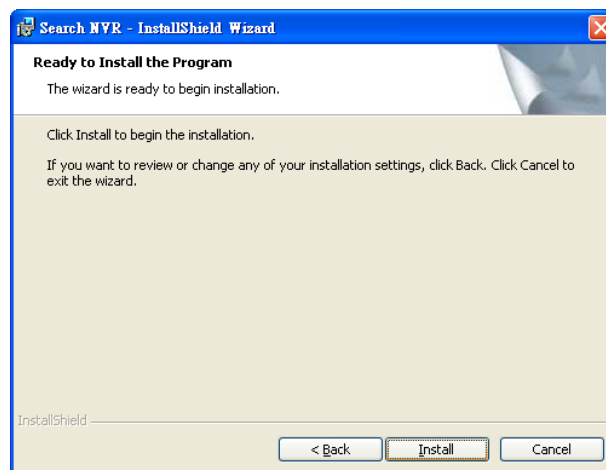 Search NVR - InstallShield Wizard
Ready to Install the Program
The wizard is ready to begin installation.
Click Install to begin the installation.
If you want to review or change any of your installation settings, click Back. Click Cancel to
exit the wizard.
InstallShield
< Back Install Cancel